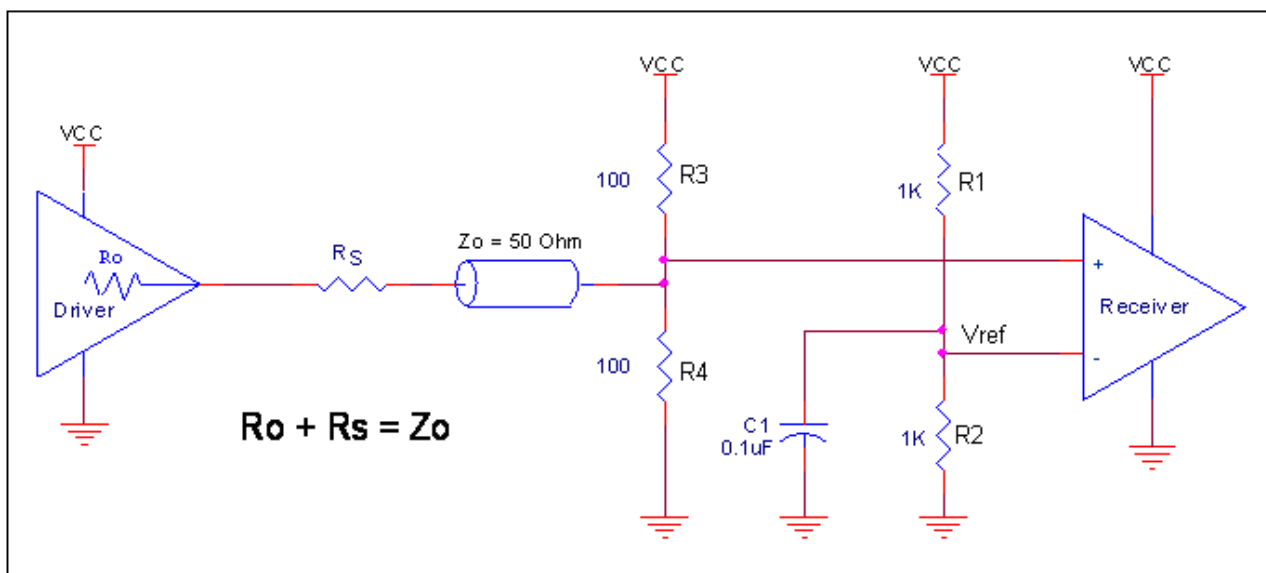 VCC
VCC
VCC
VCC
100
R3
1K
R1
Zo = 50 Ohm
Ro
RS
+
Driver
Receiver
Vref
-
100
R4
C1
0.1uF
1K
R2
Ro + Rs = Zo